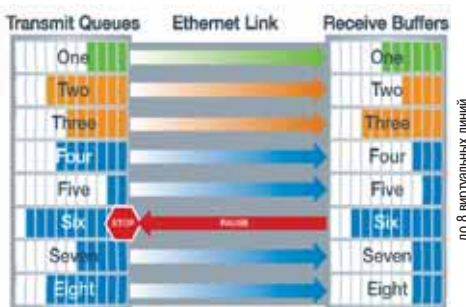 Transmit Queues Ethernet Link Receive Buffers
One One
Two Two
Three Three
Four Four
Five Five
Six STOP PAUSE Six
Seven Seven
Eight Eight
до 8 виртуальных линий